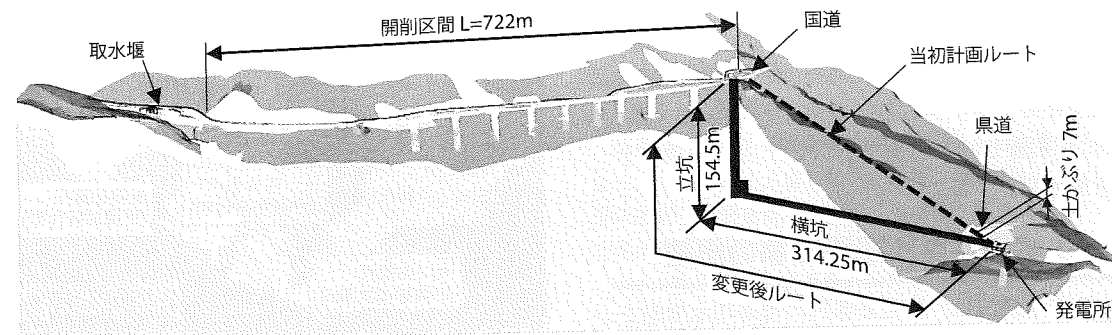 開削区間 L=722m
国道
取水堰
当初計画ルート
県道
土かぶり 7m
立坑
154.5m
横坑
314.25m
変更後ルート
発電所